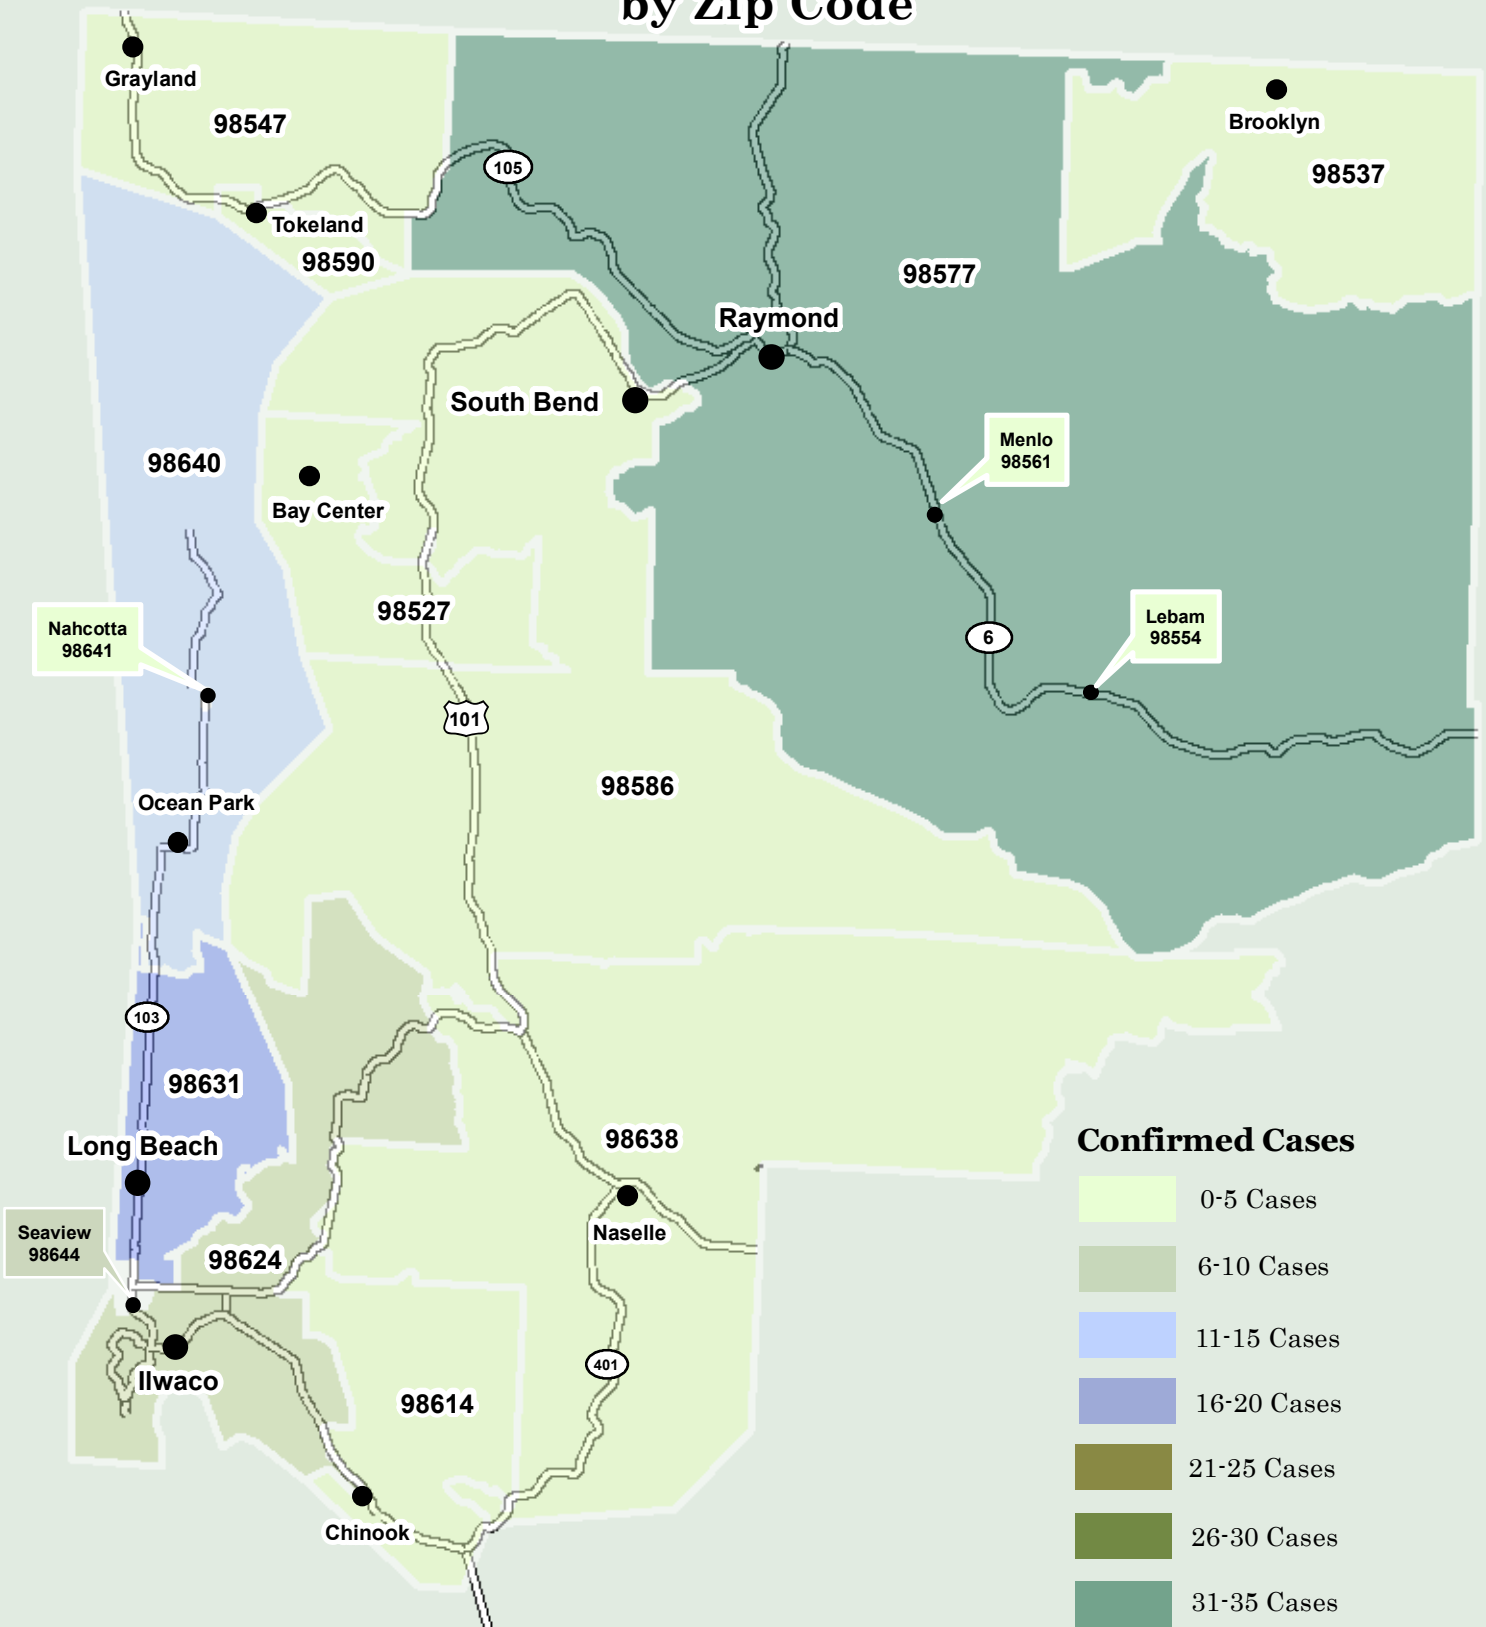 by Zip Code
Grayland
98547
Brooklyn
98537
105
Tokeland
98590
98577
Raymond
South Bend
Menlo
98561
98640
Bay Center
98527
Nahcotta
98641
Lebam
98554
6
101
98586
Ocean Park
103
98631
Long Beach
98638
Seaview
98644
98624
Naselle
Ilwaco
401
98614
Chinook
Confirmed Cases
0-5 Cases
6-10 Cases
11-15 Cases
16-20 Cases
21-25 Cases
26-30 Cases
31-35 Cases